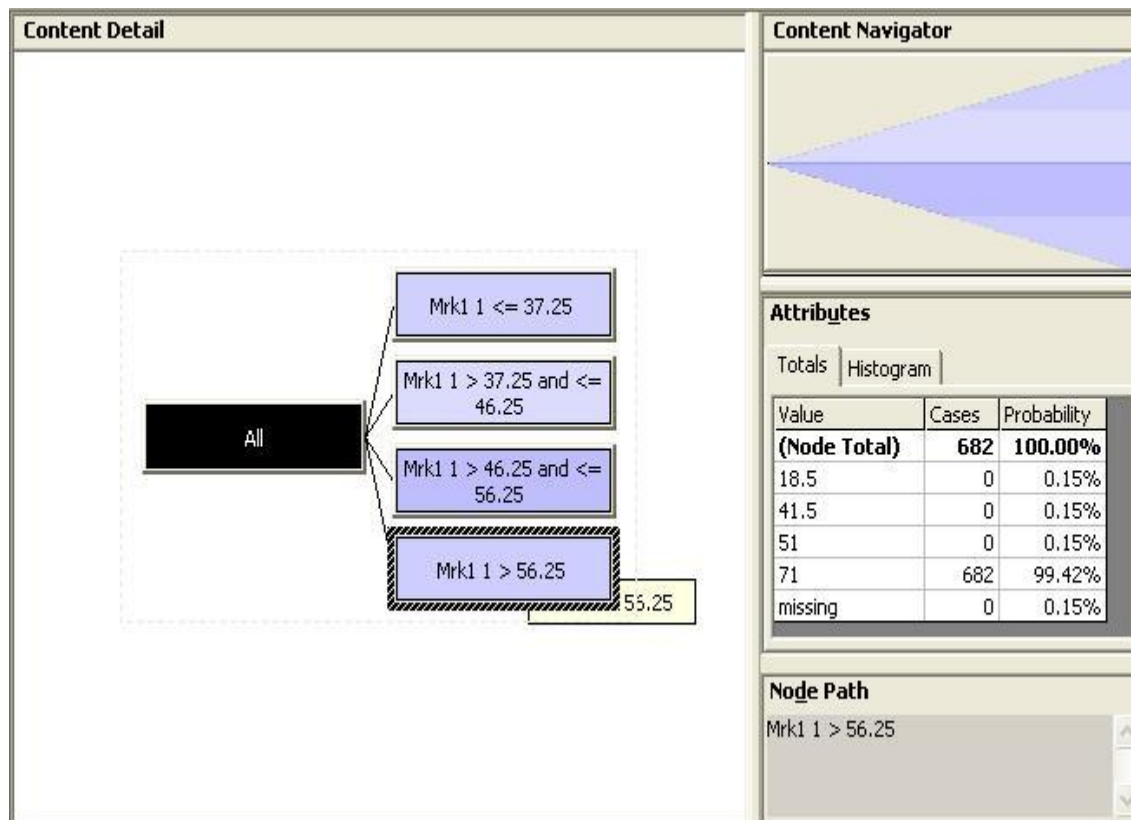 Content Detail
Mrk1 1 <= 37.25
Mrk1 1 > 37.25 and <=
46.25
All
Mrk1 1 > 46.25 and <=
56.25
Mrk1 1 > 56.25
56.25
Content Navigator
Attributes
Totals Histogram
Value Cases Probability
(Node Total) 682 100.00%
18.5 0 0.15%
41.5 0 0.15%
51 0 0.15%
71 682 99.42%
missing 0 0.15%
Node Path
Mrk1 1 > 56.25